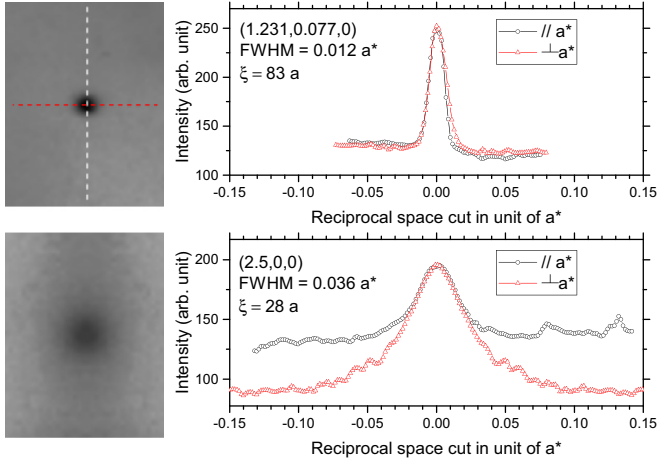 250
200
150
100
Intensity (arb. unit)
(1.231,0.077,0)
FWHM = 0.012 a*
ξ = 83 a
// a*
⊥a*
-0.15 -0.10 -0.05 0.00 0.05 0.10 0.15
Reciprocal space cut in unit of a*
200
150
100
Intensity (arb. unit)
(2.5,0,0)
FWHM = 0.036 a*
ξ = 28 a
// a*
⊥a*
-0.15 -0.10 -0.05 0.00 0.05 0.10 0.15
Reciprocal space cut in unit of a*